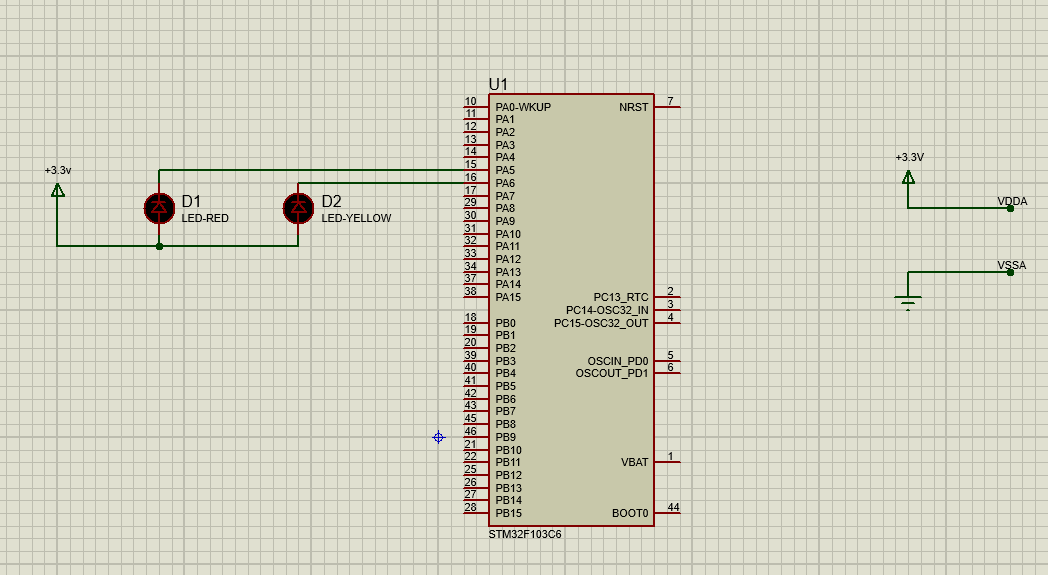 U1
10 PA0-WKUP NRST 7
11 PA1
12 PA2
13 PA3
14 PA4
15 PA5
16 PA6
17 PA7
29 PA8
30 PA9
31 PA10
32 PA11
33 PA12
34 PA13
37 PA14
38 PA15 PC13_RTC 2
PC14-OSC32_IN 3
18 PB0 PC15-OSC32_OUT 4
19 PB1
20 PB2
39 PB3 OSCIN_PD0 5
40 PB4 OSCOUT_PD1 6
41 PB5
42 PB6
43 PB7
45 PB8
46 PB9
21 PB10
22 PB11 VBAT 1
25 PB12
26 PB13
27 PB14
28 PB15 BOOT0 44
STM32F103C6
+3.3v
D1
LED-RED
D2
LED-YELLOW
+3.3V
VDDA
VSSA